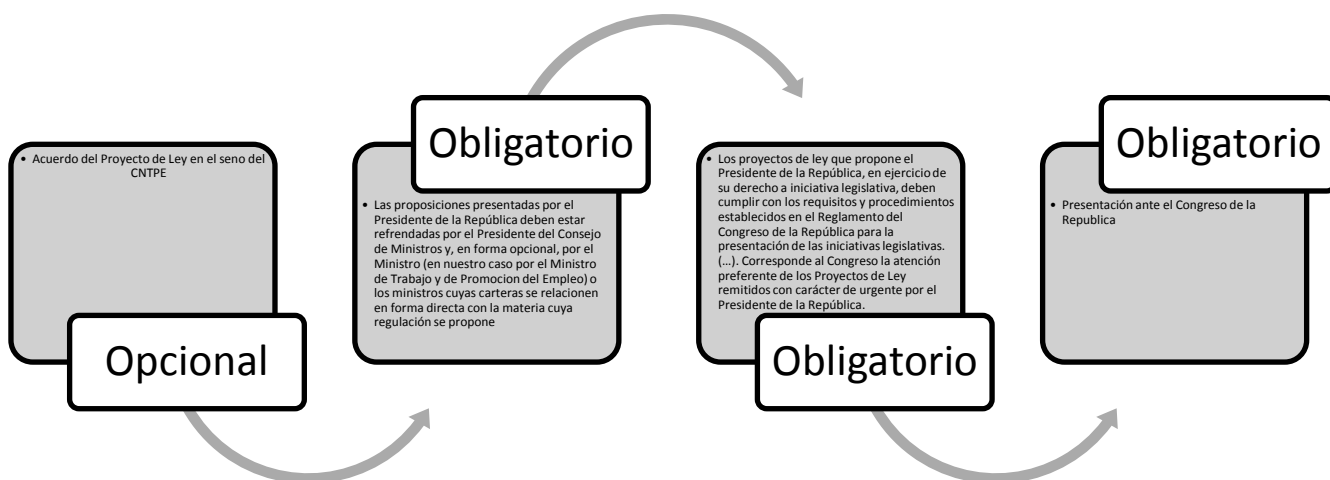 • Acuerdo del Proyecto de Ley en el seno del
CNTPE
Opcional
Obligatorio
• Las proposiciones presentadas por el
Presidente de la República deben estar
refrendadas por el Presidente del Consejo
de Ministros y, en forma opcional, por el
Ministro (en nuestro caso por el Ministro
de Trabajo y de Promocion del Empleo) o
los ministros cuyas carteras se relacionen
en forma directa con la materia cuya
regulación se propone
• Los proyectos de ley que propone el
Presidente de la República, en ejercicio de
su derecho a iniciativa legislativa, deben
cumplir con los requisitos y procedimientos
establecidos en el Reglamento del
Congreso de la República para la
presentación de las iniciativas legislativas.
(...). Corresponde al Congreso la atención
preferente de los Proyectos de Ley
remitidos con carácter de urgente por el
Presidente de la República.
Obligatorio
Obligatorio
• Presentación ante el Congreso de la
Republica